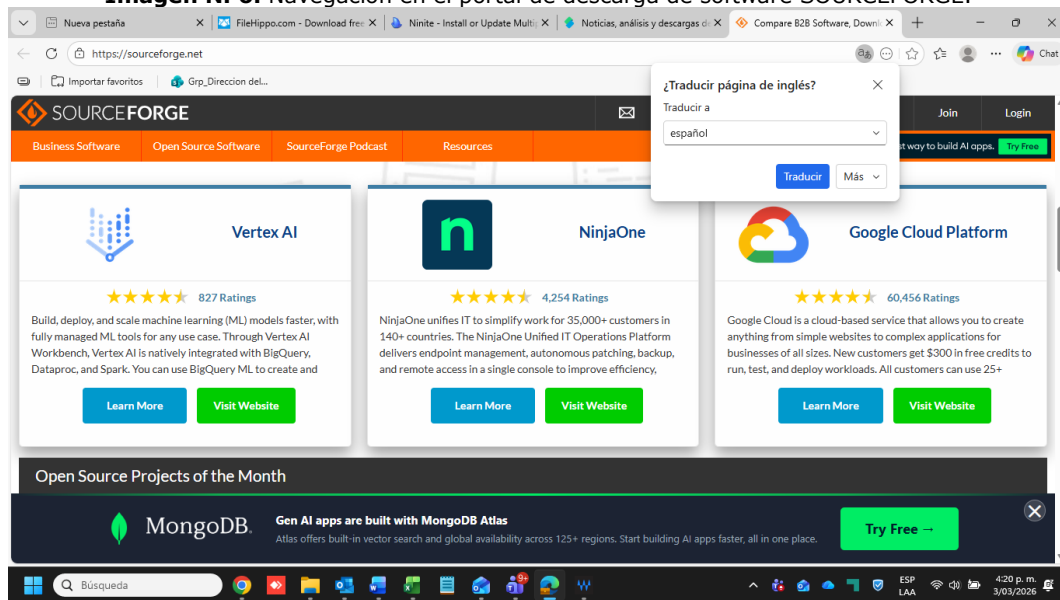 Imagen N. 6. Navegación en el portal de descarga de software SOURCEFORGE.
Nueva pestaña
FileHippo.com - Download free
Ninite - Install or Update Multip
Noticias, análisis y descargas de
Compare B2B Software, Downlo
https://sourceforge.net
Chat
Importar favoritos
Grp_Direccion del...
¿Traducir página de inglés?
Traducir a
español
Traducir
Más
SOURCEFORGE
Join
Login
Business Software
Open Source Software
SourceForge Podcast
Resources
st way to build AI apps.
Try Free
Vertex AI
827 Ratings
Build, deploy, and scale machine learning (ML) models faster, with
fully managed ML tools for any use case. Through Vertex AI
Workbench, Vertex AI is natively integrated with BigQuery,
Dataproc, and Spark. You can use BigQuery ML to create and
Learn More
Visit Website
n
NinjaOne
4,254 Ratings
NinjaOne unifies IT to simplify work for 35,000+ customers in
140+ countries. The NinjaOne Unified IT Operations Platform
delivers endpoint management, autonomous patching, backup,
and remote access in a single console to improve efficiency,
Learn More
Visit Website
Google Cloud Platform
60,456 Ratings
Google Cloud is a cloud-based service that allows you to create
anything from simple websites to complex applications for
businesses of all sizes. New customers get $300 in free credits to
run, test, and deploy workloads. All customers can use 25+
Learn More
Visit Website
Open Source Projects of the Month
MongoDB.
Gen AI apps are built with MongoDB Atlas
Atlas offers built-in vector search and global availability across 125+ regions. Start building AI apps faster, all in one place.
Try Free →
Búsqueda
9+
ESP
LAA
4:20 p. m.
3/03/2026